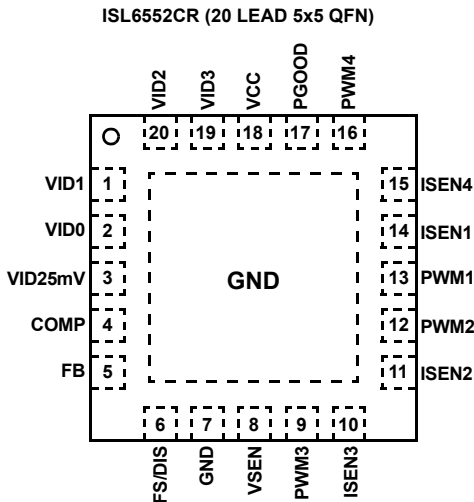 ISL6552CR (20 LEAD 5x5 QFN)
VID2
VID3
VCC
PGOOD
PWM4
20 19 18 17 16
VID1 1
15 ISEN4
VID0 2
14 ISEN1
VID25mV 3
GND
13 PWM1
COMP 4
12 PWM2
FB 5
11 ISEN2
6 7 8 9 10
FS/DIS
GND
VSEN
PWM3
ISEN3